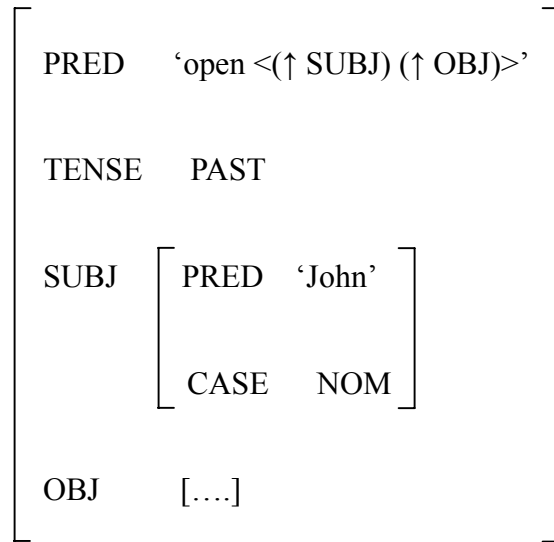 PRED ‘open <(↑ SUBJ) (↑ OBJ)>’
TENSE PAST
SUBJ PRED ‘John’
CASE NOM
OBJ [….]